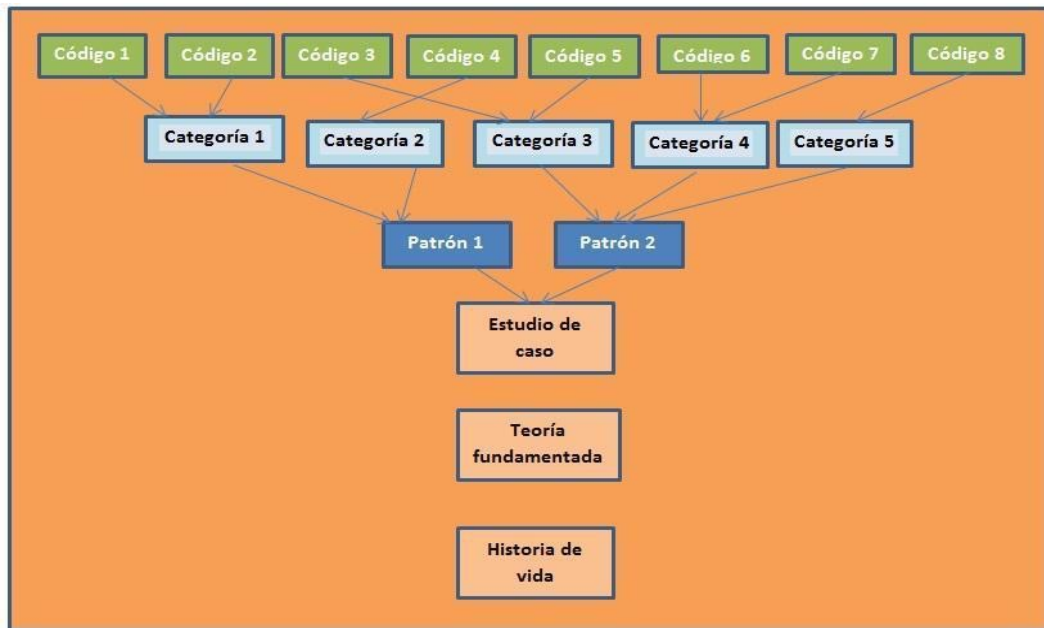 Código 1 Código 2 Código 3 Código 4 Código 5 Código 6 Código 7 Código 8
Categoría 1 Categoría 2 Categoría 3 Categoría 4 Categoría 5
Patrón 1 Patrón 2
Estudio de
caso
Teoría
fundamentada
Historia de
vida